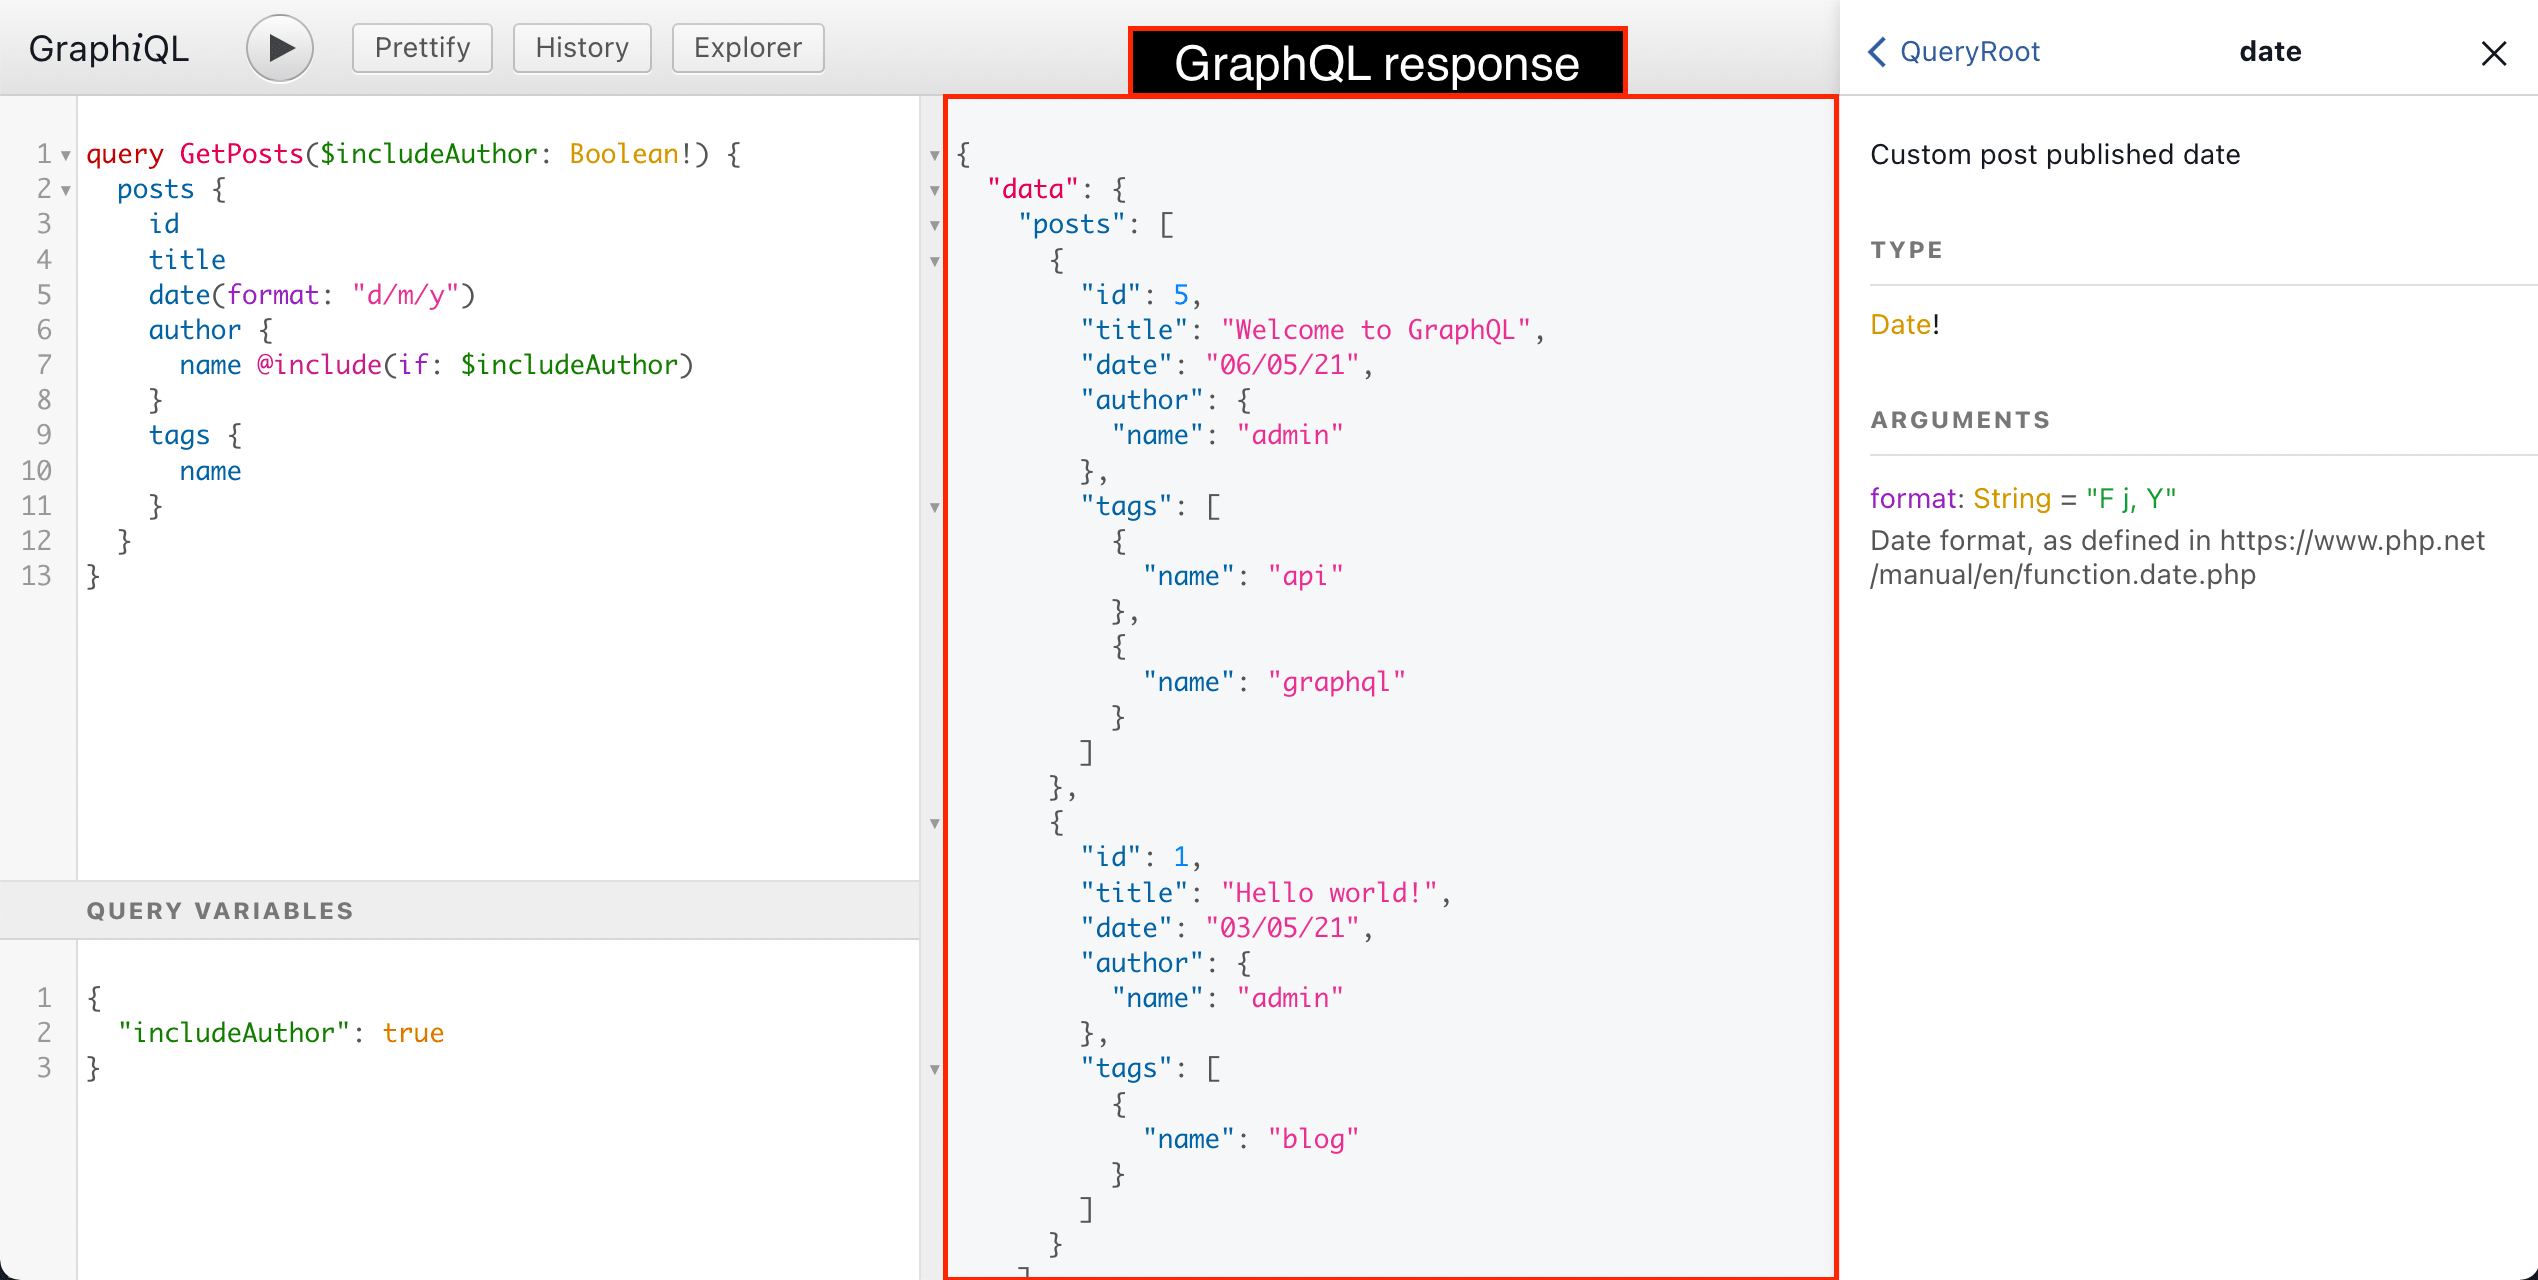 GraphiQL
Prettify
History
Explorer
GraphQL response
QueryRoot
date
1 query GetPosts($includeAuthor: Boolean!) {
2   posts {
3     id
4     title
5     date(format: "d/m/y")
6     author {
7       name @include(if: $includeAuthor)
8     }
9     tags {
10       name
11     }
12   }
13 }
QUERY VARIABLES
1 {
2   "includeAuthor": true
3 }
{
  "data": {
    "posts": [
      {
        "id": 5,
        "title": "Welcome to GraphQL",
        "date": "06/05/21",
        "author": {
          "name": "admin"
        },
        "tags": [
          {
            "name": "api"
          },
          {
            "name": "graphql"
          }
        ]
      },
      {
        "id": 1,
        "title": "Hello world!",
        "date": "03/05/21",
        "author": {
          "name": "admin"
        },
        "tags": [
          {
            "name": "blog"
          }
        ]
      }
    ]
Custom post published date
TYPE
Date!
ARGUMENTS
format: String = "F j, Y"
Date format, as defined in https://www.php.net
/manual/en/function.date.php